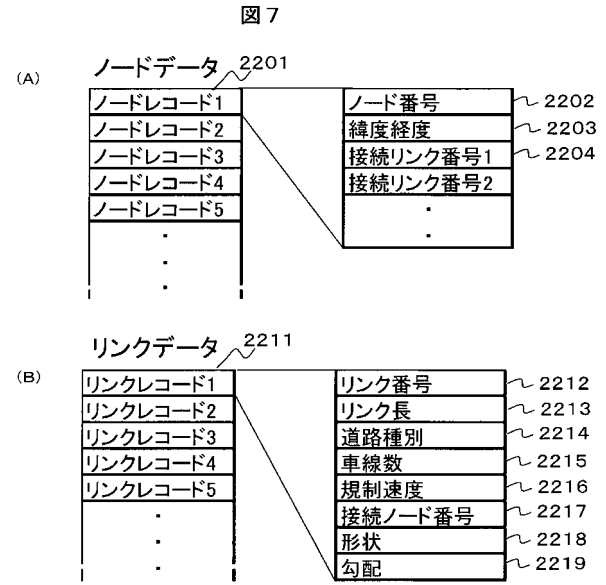 図7
(A)
ノードデータ 2201
ノードレコード1
ノードレコード2
ノードレコード3
ノードレコード4
ノードレコード5
ノード番号 2202
緯度経度 2203
接続リンク番号1 2204
接続リンク番号2
(B)
リンクデータ 2211
リンクレコード1
リンクレコード2
リンクレコード3
リンクレコード4
リンクレコード5
リンク番号 2212
リンク長 2213
道路種別 2214
車線数 2215
規制速度 2216
接続ノード番号 2217
形状 2218
勾配 2219